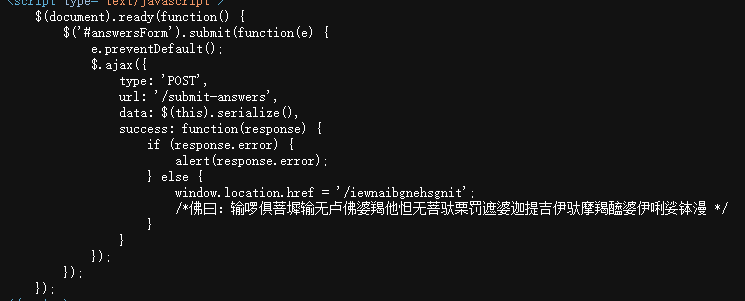 <script type="text/javascript">
$(document).ready(function() {
$('#answersForm').submit(function(e) {
e.preventDefault();
$.ajax({
type: 'POST',
url: '/submit-answers',
data: $(this).serialize(),
success: function(response) {
if (response.error) {
alert(response.error);
} else {
window.location.href = '/iewnaibgnehsgnit';
/*佛曰：输啰俱菩墀输无卢佛婆羯他怛无菩驮栗罚遮婆迦提吉伊驮摩羯醯婆伊唎娑钵漫 */
}
}
});
});
});